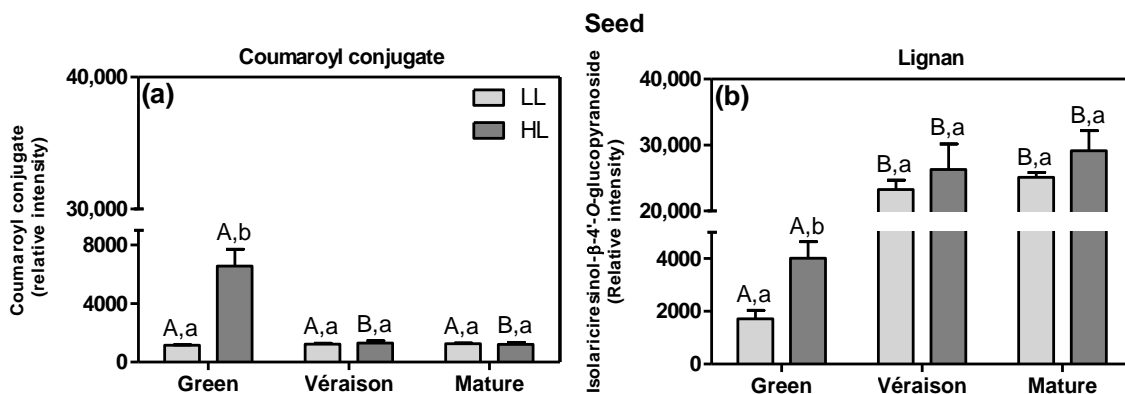 Seed
Coumaroyl conjugate
(a)
LL
HL
Coumaroyl conjugate
(relative intensity)
40,000
30,000
8000
4000
0
A,a
A,b
A,a
B,a
A,a
B,a
Green
Véraison
Mature
Lignan
(b)
Isolariciresinol-β-4'-O-glucopyranoside
(Relative intensity)
40,000
30,000
20,000
4000
2000
0
A,a
A,b
B,a
B,a
B,a
B,a
Green
Véraison
Mature